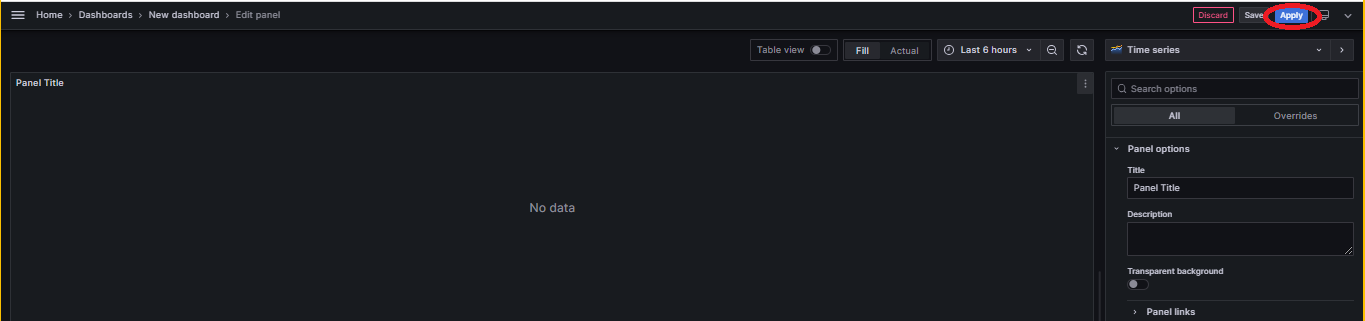 Home > Dashboards > New dashboard > Edit panel
Discard Save Apply
Table view Fill Actual Last 6 hours Time series
Panel Title
Search options
All Overrides
Panel options
Title
Panel Title
No data
Description
Transparent background
Panel links